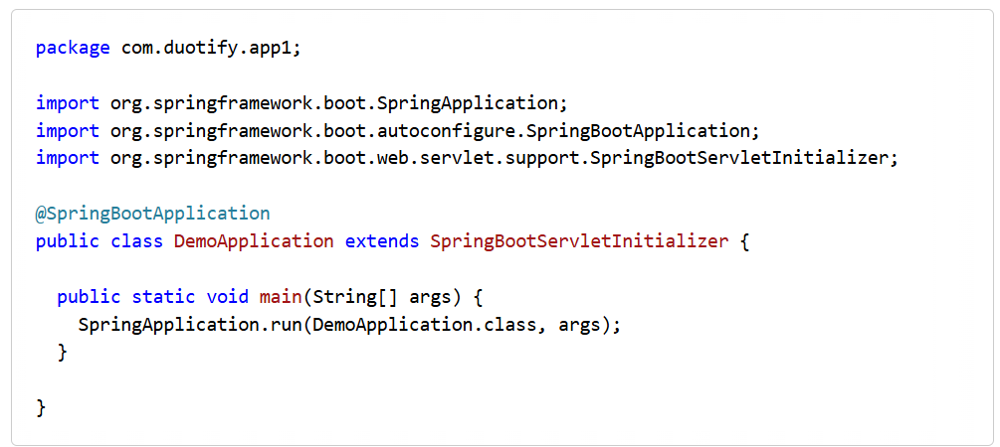 package com.duotify.app1;
import org.springframework.boot.SpringApplication;
import org.springframework.boot.autoconfigure.SpringBootApplication;
import org.springframework.boot.web.servlet.support.SpringBootServletInitializer;
@SpringBootApplication
public class DemoApplication extends SpringBootServletInitializer {
  public static void main(String[] args) {
    SpringApplication.run(DemoApplication.class, args);
  }
}